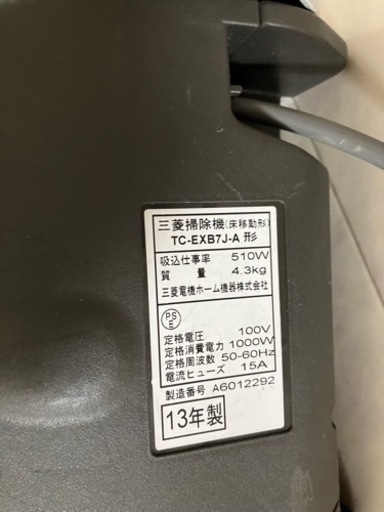 三菱掃除機(床移動形)
TC-EXB7J-A 形
吸込仕事率 510W
質量 4.3kg
三菱電機ホーム機器株式会社
PSE
定格電圧 100V
定格消費電力 1000W
定格周波数 50-60Hz
電流ヒューズ 15A
製造番号 A6012292
13年製